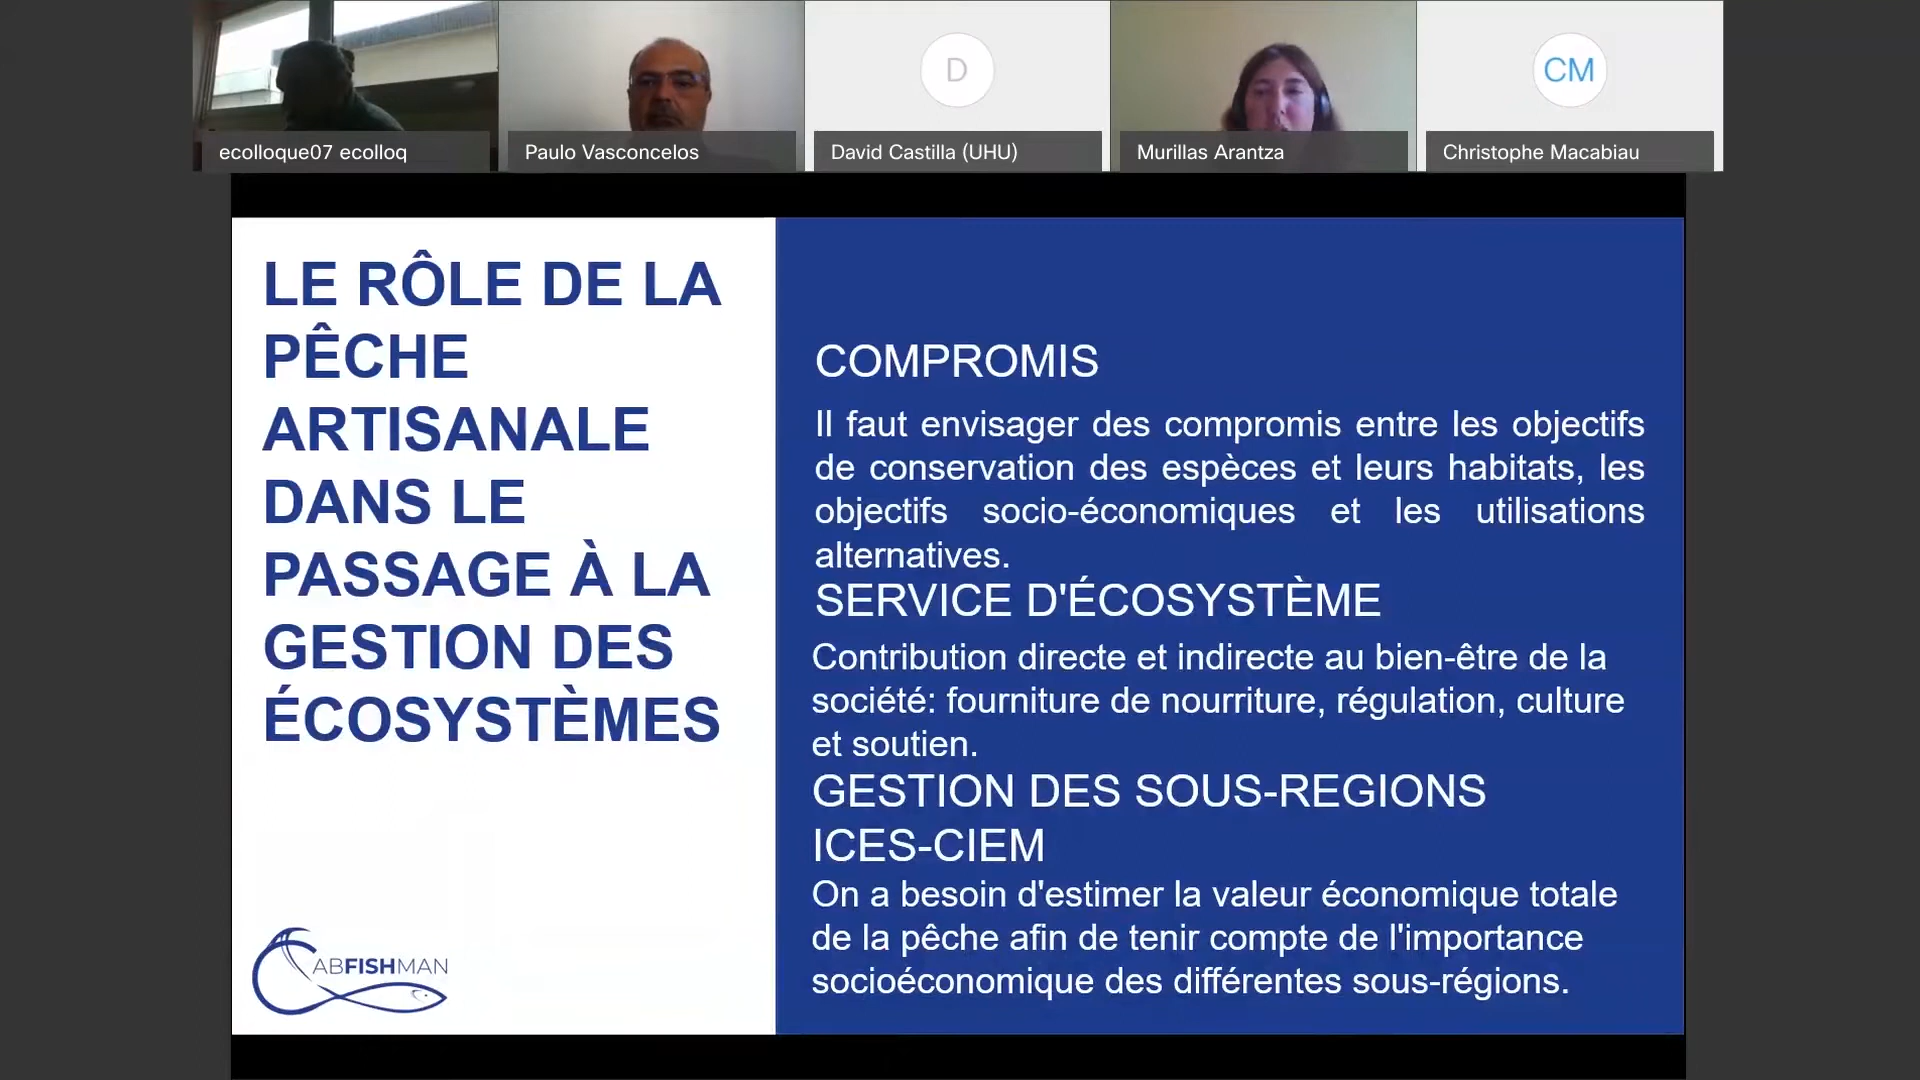 ecolloque07 ecolloq
Paulo Vasconcelos
D
David Castilla (UHU)
Murillas Arantza
CM
Christophe Macabiau
LE RÔLE DE LA
PÊCHE
ARTISANALE
DANS LE
PASSAGE À LA
GESTION DES
ÉCOSYSTÈMES
CABFISHMAN
COMPROMIS
Il faut envisager des compromis entre les objectifs
de conservation des espèces et leurs habitats, les
objectifs socio-économiques et les utilisations
alternatives.
SERVICE D'ÉCOSYSTÈME
Contribution directe et indirecte au bien-être de la
société: fourniture de nourriture, régulation, culture
et soutien.
GESTION DES SOUS-REGIONS
ICES-CIEM
On a besoin d'estimer la valeur économique totale
de la pêche afin de tenir compte de l'importance
socioéconomique des différentes sous-régions.